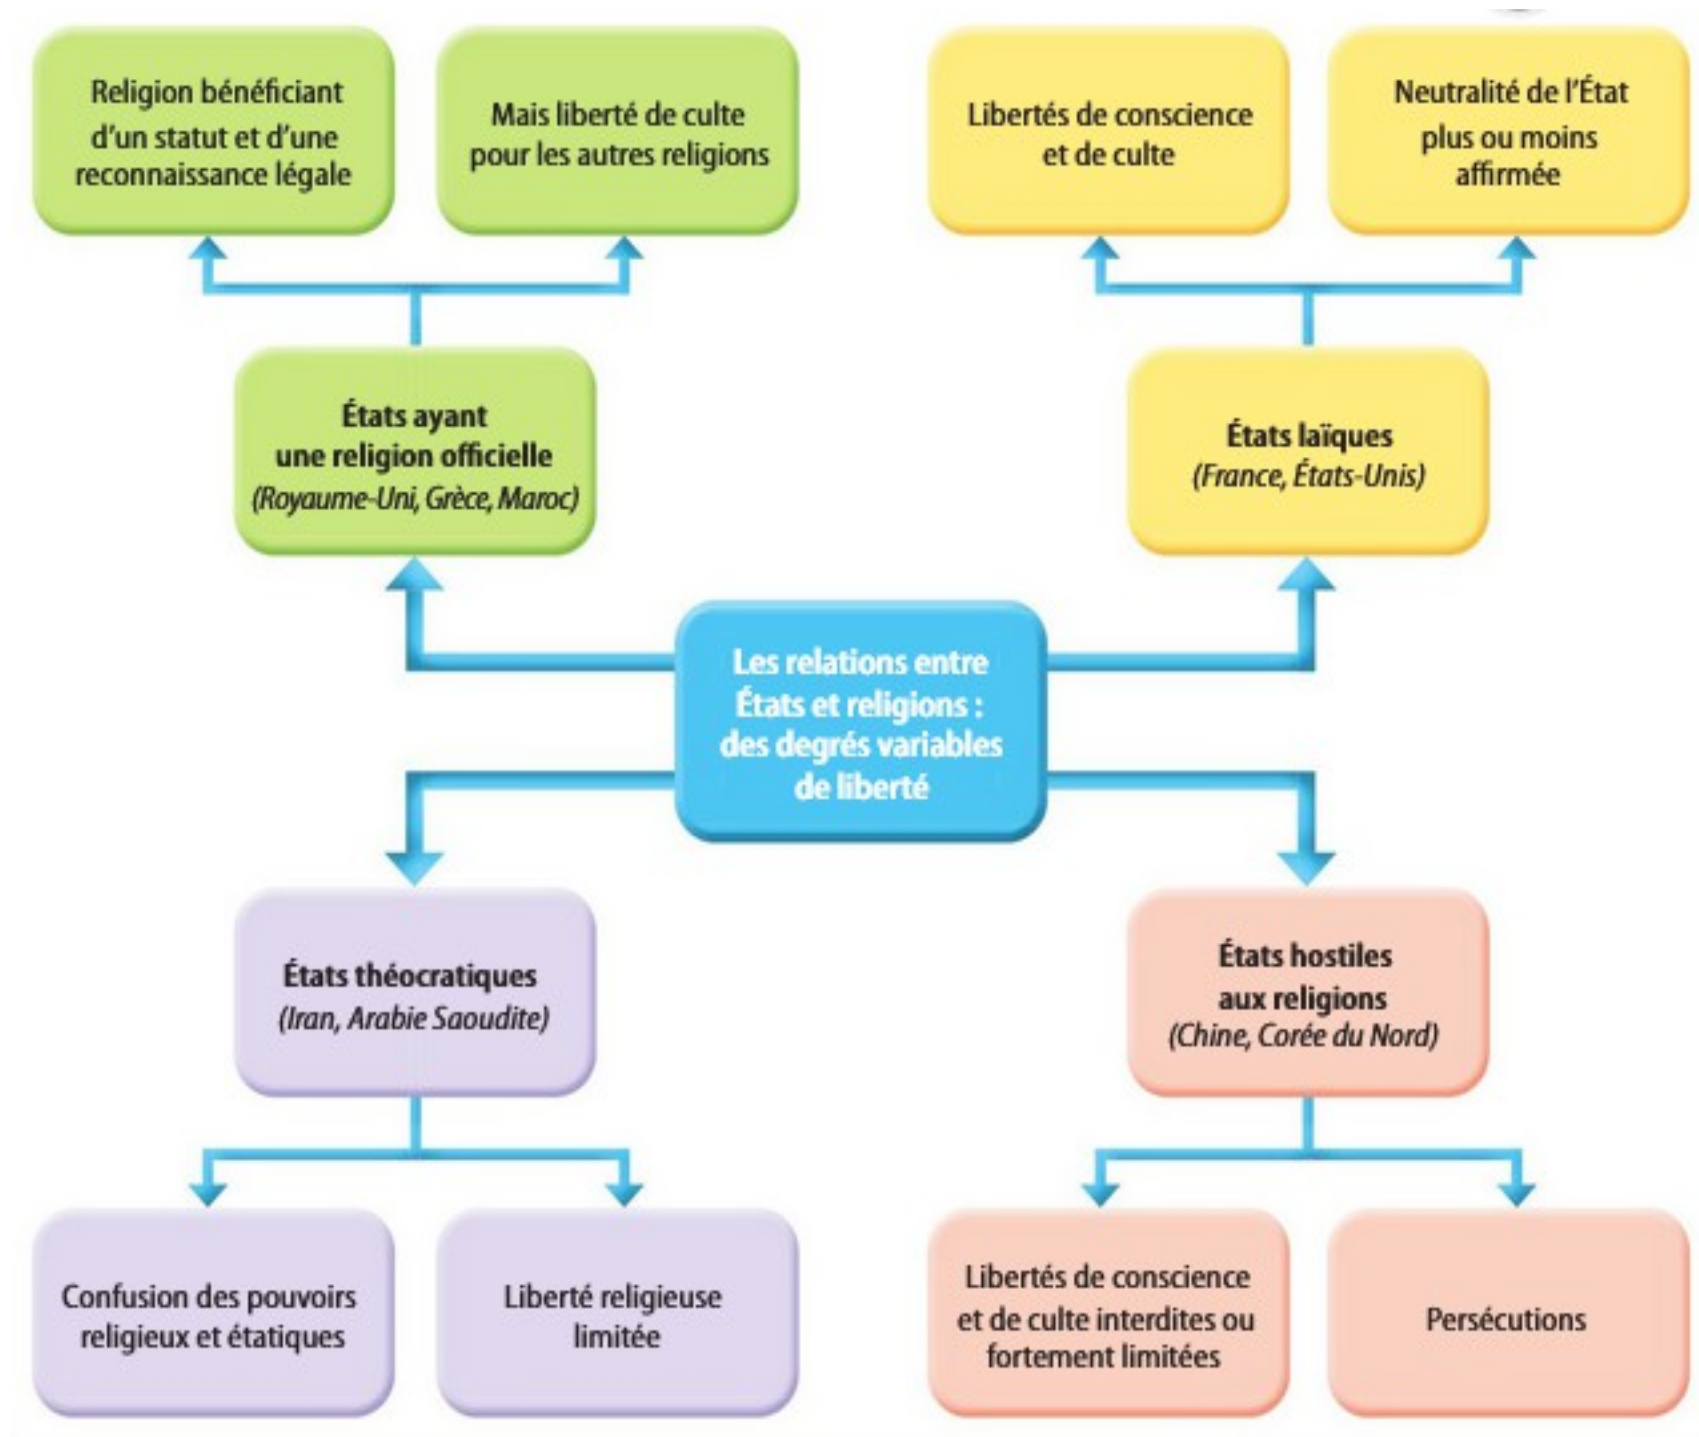 Religion bénéficiant
d'un statut et d'une
reconnaissance légale
Mais liberté de culte
pour les autres religions
Libertés de conscience
et de culte
Neutralité de l'État
plus ou moins
affirmée
États ayant
une religion officielle
(Royaume-Uni, Grèce, Maroc)
États laïques
(France, États-Unis)
Les relations entre
États et religions :
des degrés variables
de liberté
États théocratiques
(Iran, Arabie Saoudite)
États hostiles
aux religions
(Chine, Corée du Nord)
Confusion des pouvoirs
religieux et étatiques
Liberté religieuse
limitée
Libertés de conscience
et de culte interdites ou
fortement limitées
Persécutions